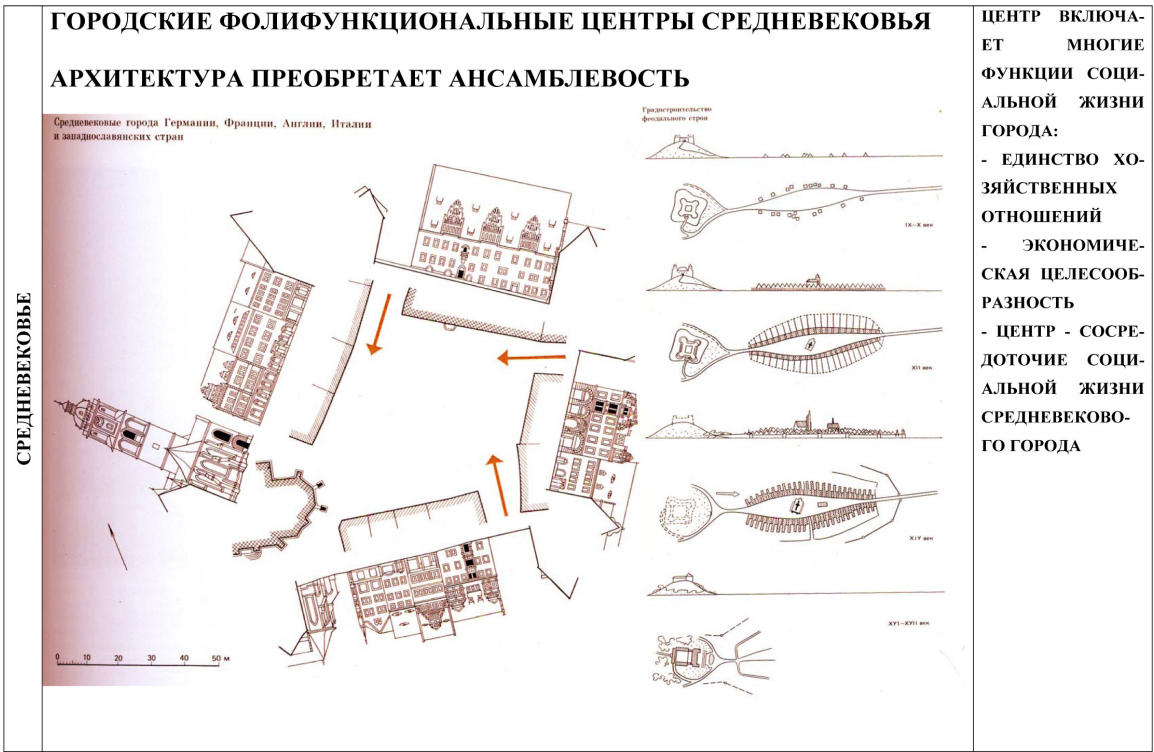 ГОРОДСКИЕ ФОЛИФУНКЦИОНАЛЬНЫЕ ЦЕНТРЫ СРЕДНЕВЕКОВЬЯ
АРХИТЕКТУРА ПРЕОБРЕТАЕТ АНСАМБЛЕВОСТЬ
СРЕДНЕВЕКОВЬЕ
Средневековые города Германии, Франции, Англии, Италии
и западнославянских стран
0 10 20 30 40 50 м
Градостроительство
феодального строя
IX—X век
XII век
XIУ век
XУI—XУII век
ЦЕНТР ВКЛЮЧА-
ЕТ МНОГИЕ
ФУНКЦИИ СОЦИ-
АЛЬНОЙ ЖИЗНИ
ГОРОДА:
- ЕДИНСТВО ХО-
ЗЯЙСТВЕННЫХ
ОТНОШЕНИЙ
- ЭКОНОМИЧЕ-
СКАЯ ЦЕЛЕСООБ-
РАЗНОСТЬ
- ЦЕНТР - СОСРЕ-
ДОТОЧИЕ СОЦИ-
АЛЬНОЙ ЖИЗНИ
СРЕДНЕВЕКОВО-
ГО ГОРОДА